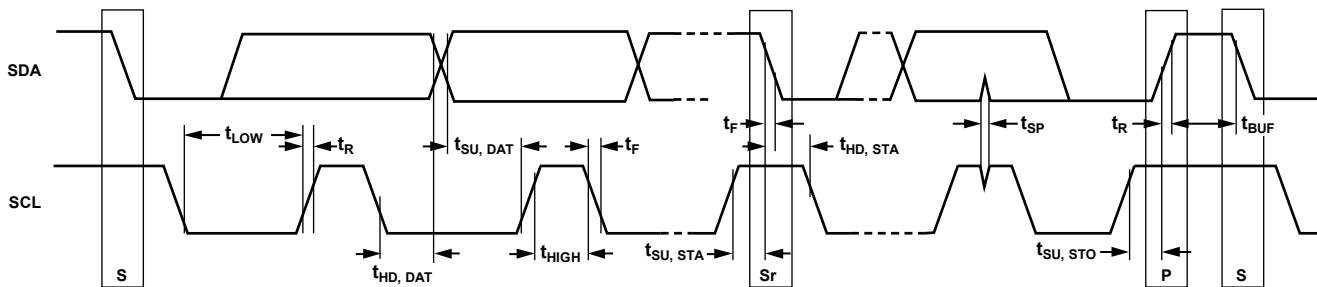 SDA
t_LOW
t_R
t_SU, DAT
t_F
t_F
t_HD, STA
t_SP
t_R
t_BUF
SCL
t_HD, DAT
t_HIGH
t_SU, STA
t_SU, STO
S
Sr
P
S